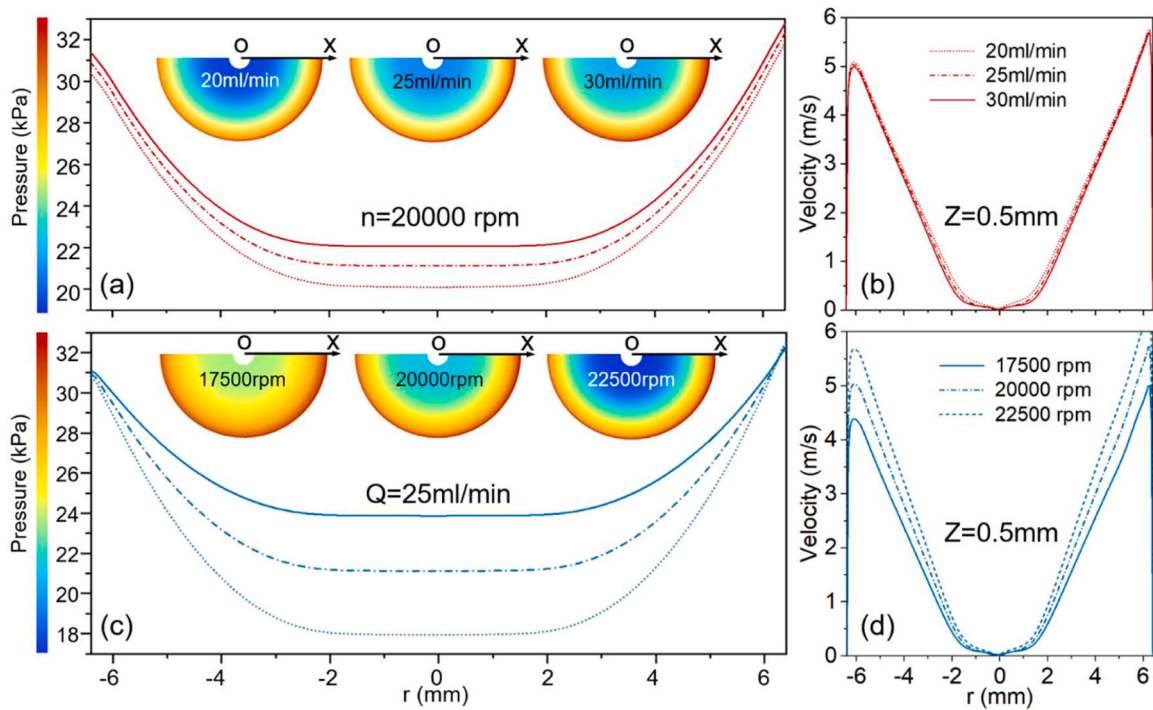 Pressure (kPa)
32
30
28
26
24
22
20
O X
O X
O X
20ml/min
25ml/min
30ml/min
n=20000 rpm
(a)
Velocity (m/s)
6
5
4
3
2
1
0
20ml/min
25ml/min
30ml/min
Z=0.5mm
(b)
Pressure (kPa)
32
30
28
26
24
22
20
18
O X
O X
O X
17500rpm
20000rpm
22500rpm
Q=25ml/min
(c)
-6 -4 -2 0 2 4 6
r (mm)
Velocity (m/s)
6
5
4
3
2
1
0
17500 rpm
20000 rpm
22500 rpm
Z=0.5mm
(d)
-6 -4 -2 0 2 4 6
r (mm)